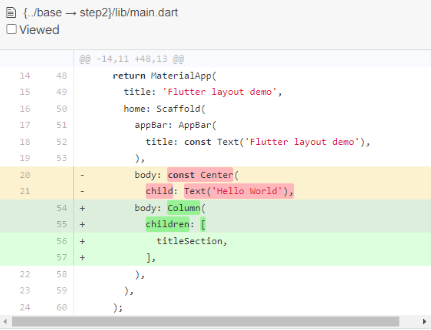 {../base → step2}/lib/main.dart
Viewed
@@ -14,11 +48,13 @@
14 48 return MaterialApp(
15 49 title: 'Flutter layout demo',
16 50 home: Scaffold(
17 51 appBar: AppBar(
18 52 title: const Text('Flutter layout demo'),
19 53 ),
20 - body: const Center(
21 - child: Text('Hello World'),
54 + body: Column(
55 + children: [
56 + titleSection,
57 + ],
22 58 ),
23 59 ),
24 60 );